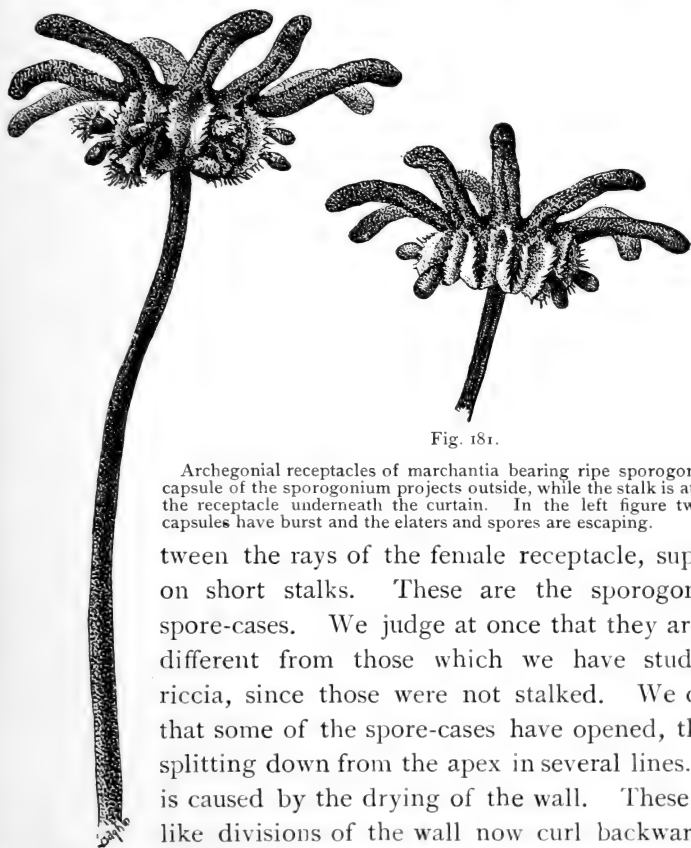 Fig. 181.
Archegonial receptacles of marchantia bearing ripe sporogon
capsule of the sporogonium projects outside, while the stalk is a
the receptacle underneath the curtain. In the left figure tw
capsules have burst and the elaters and spores are escaping.
tween the rays of the female receptacle, sup
on short stalks. These are the sporogon
spore-cases. We judge at once that they ar
different from those which we have stud
riccia, since those were not stalked. We
that some of the spore-cases have opened, t
splitting down from the apex in several lines.
is caused by the drying of the wall. These
like divisions of the wall now curl backwar